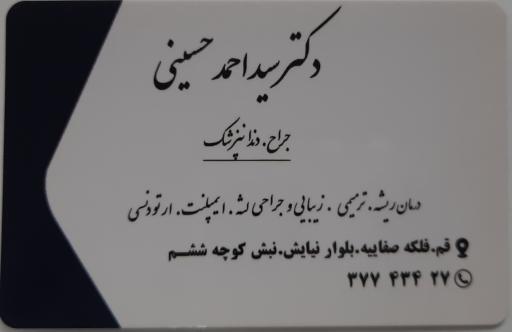 دکتر سید احمد حسینی
جراح. دندانپزشک
درمان ریشه. ترمیمی . زیبایی و جراحی لثه. ایمپلنت. ارتودنسی
قم.فلکه صفاییه.بلوار نیایش.نبش کوچه ششم
۳۷۷ ۴۳۴ ۲۷